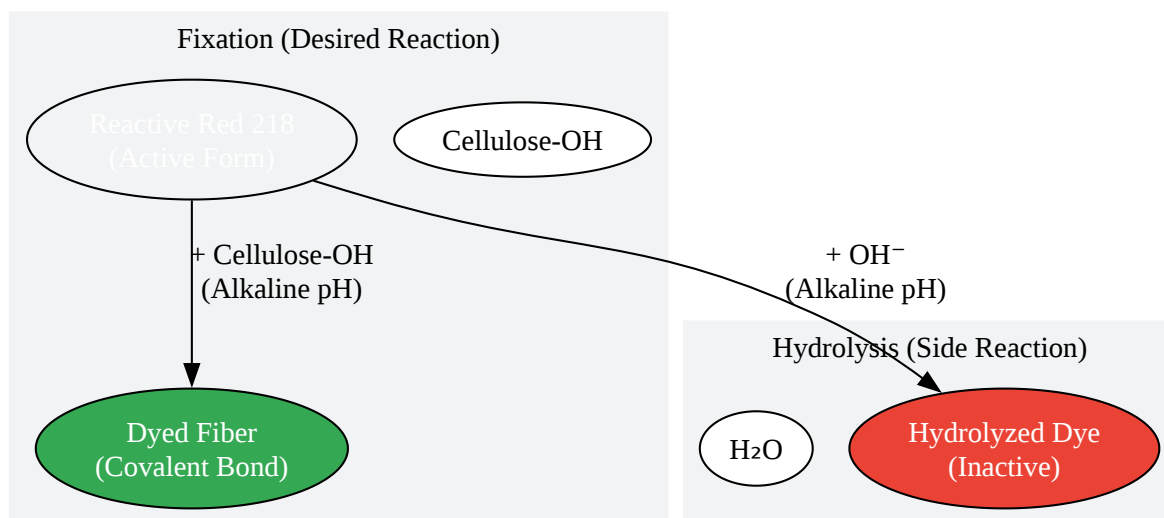 Fixation (Desired Reaction)
Reactive Red 218
(Active Form)
Cellulose-OH
+ Cellulose-OH
(Alkaline pH)
+ OH⁻
(Alkaline pH)
Hydrolysis (Side Reaction)
Dyed Fiber
(Covalent Bond)
H₂O
Hydrolyzed Dye
(Inactive)